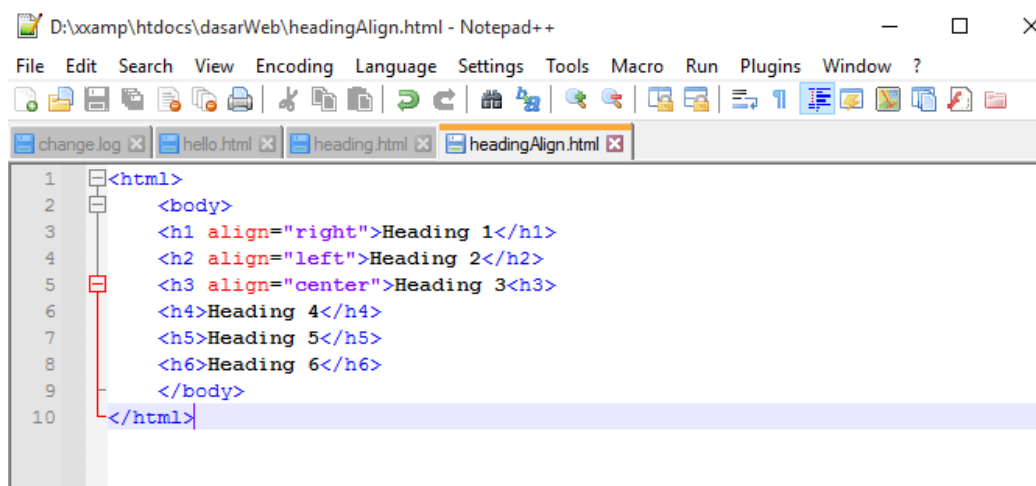 D:\xxamp\htdocs\dasarWeb\headingAlign.html - Notepad++
File Edit Search View Encoding Language Settings Tools Macro Run Plugins Window ?
change.log hello.html heading.html headingAlign.html
1 <html>
2 <body>
3 <h1 align="right">Heading 1</h1>
4 <h2 align="left">Heading 2</h2>
5 <h3 align="center">Heading 3<h3>
6 <h4>Heading 4</h4>
7 <h5>Heading 5</h5>
8 <h6>Heading 6</h6>
9 </body>
10 </html>